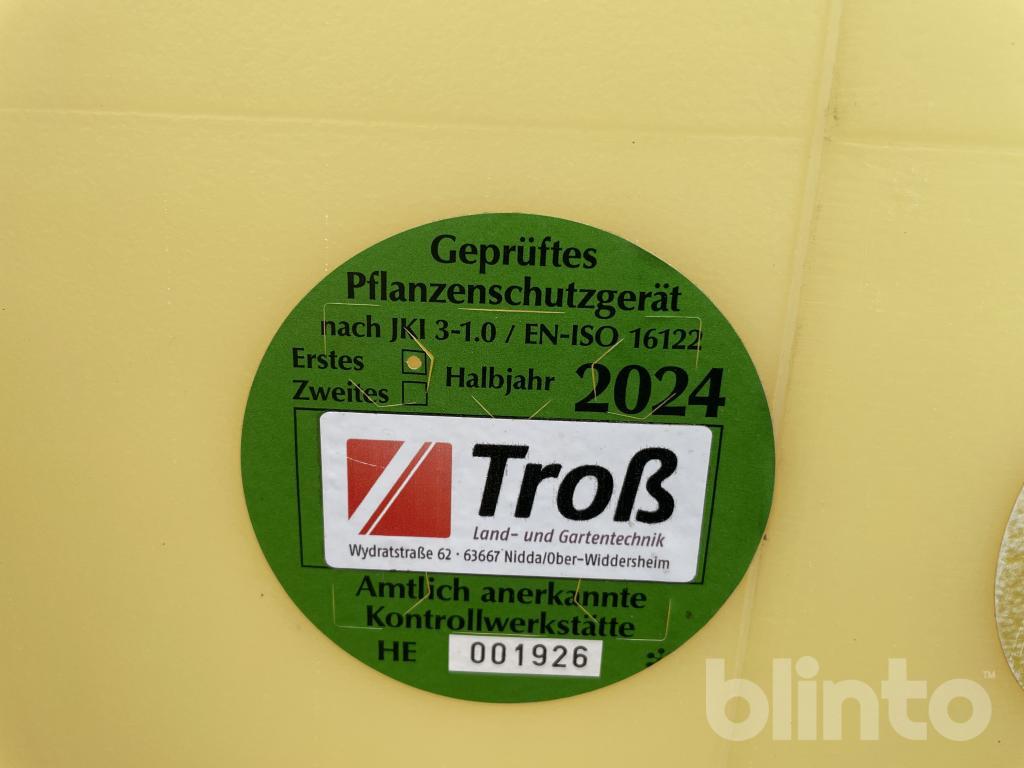 Geprüftes
Pflanzenschutzgerät
nach JKI 3-1.0 / EN-ISO 16122
Erstes
Zweites
Halbjahr 2024
Troß
Land- und Gartentechnik
Wydratstraße 62 · 63667 Nidda/Ober-Widdersheim
Amtlich anerkannte
Kontrollwerkstätte
HE 001926
blinto™